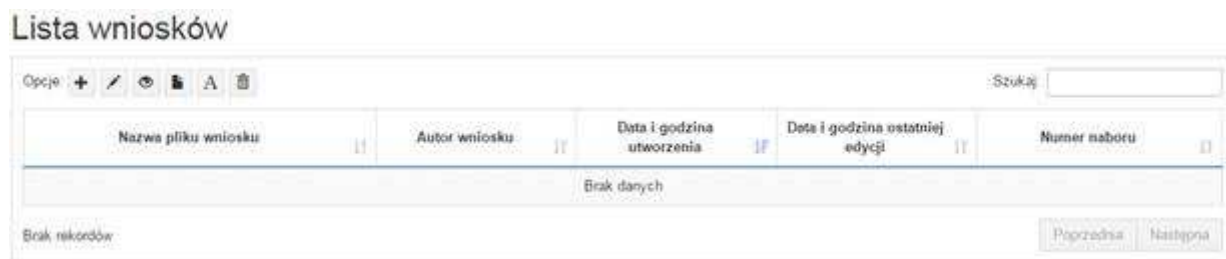 Lista wniosków
Opcje: A Szukaj:
Nazwa pliku wniosku Autor wniosku Data i godzina utworzenia Data i godzina ostatniej edycji Numer naboru
Brak danych
Brak rekordów Poprzednia Następna